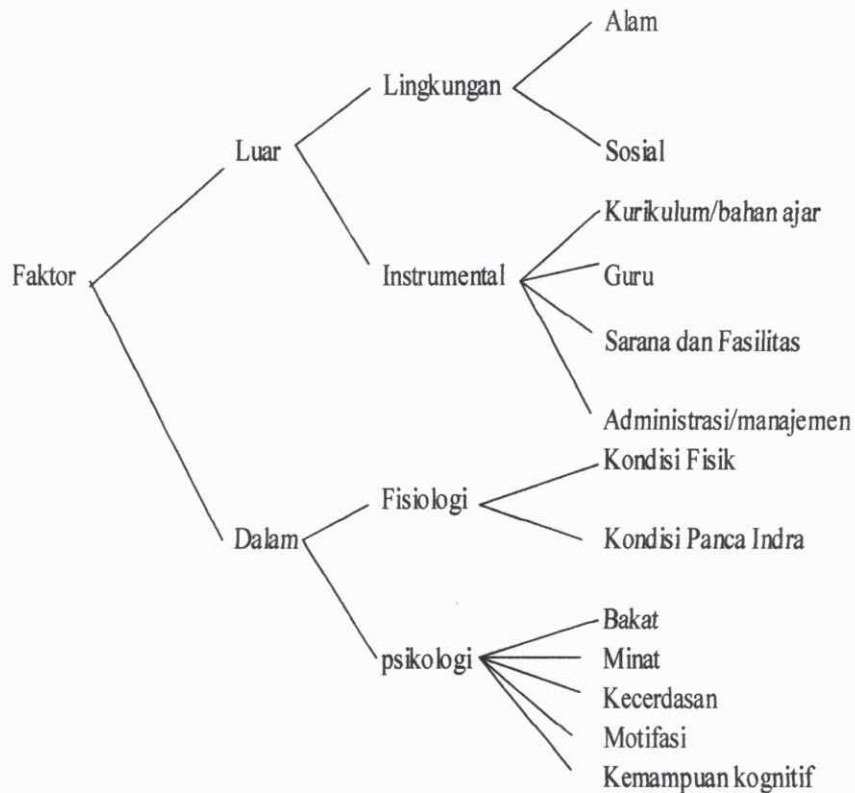 Alam
Lingkungan
Luar
Sosial
Kurikulum/bahan ajar
Faktor
Instrumental
Guru
Sarana dan Fasilitas
Administrasi/manajemen
Kondisi Fisik
Fisiologi
Dalam
Kondisi Panca Indra
Bakat
psikologi
Minat
Kecerdasan
Motifasi
Kemampuan kognitif